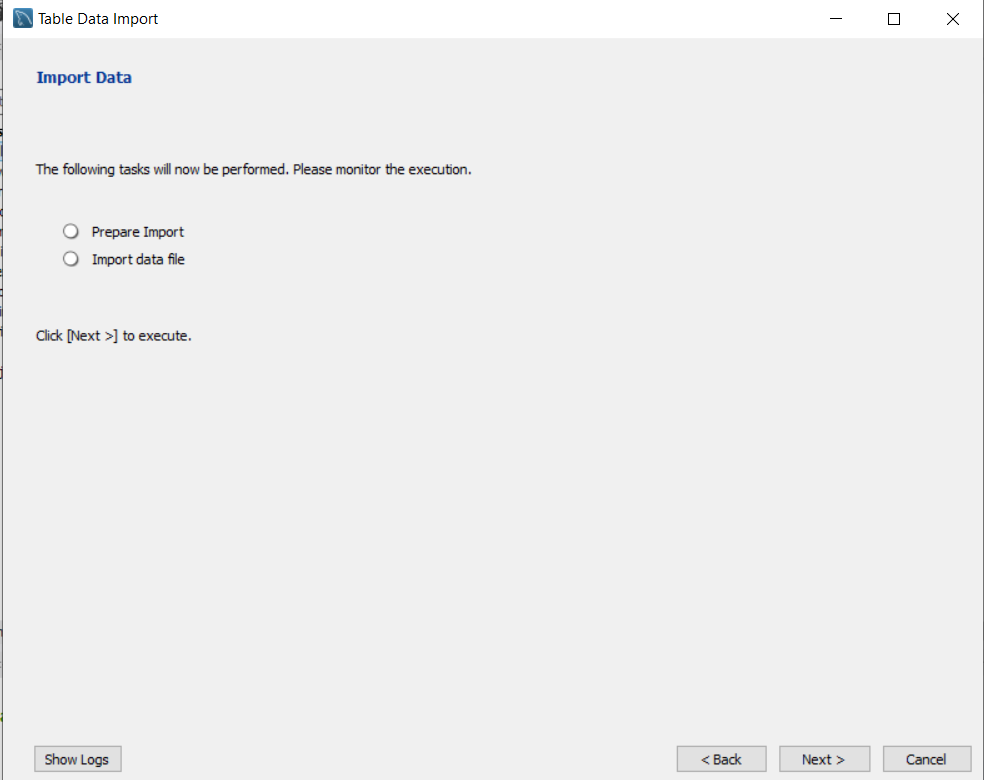 Table Data Import
Import Data
The following tasks will now be performed. Please monitor the execution.
Prepare Import
Import data file
Click [Next >] to execute.
Show Logs
< Back
Next >
Cancel